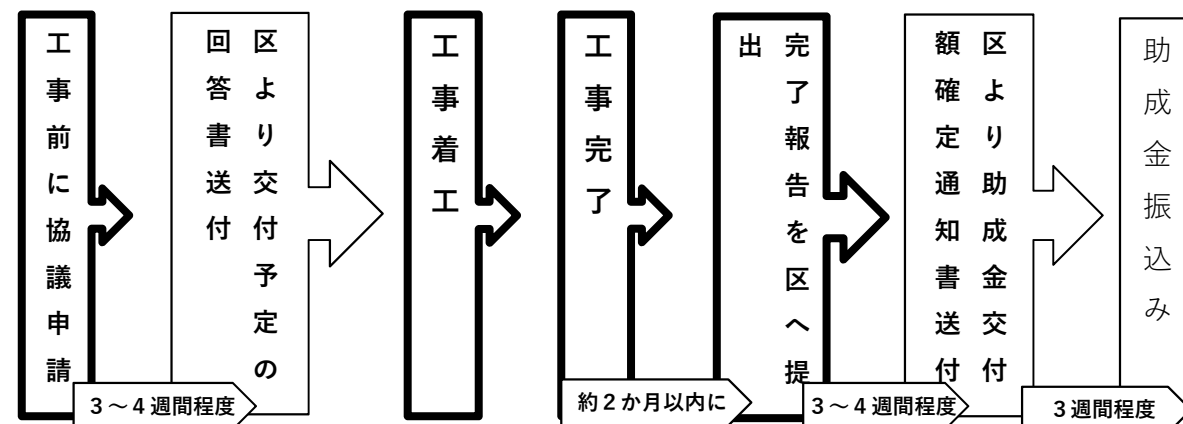 工事前に協議申請
区より交付予定の
回答書送付
工事着工
工事完了
完了報告を区へ提
出
区より助成金交付
額確定通知書送付
助成金振込み
3～4週間程度
約2か月以内に
3～4週間程度
3週間程度